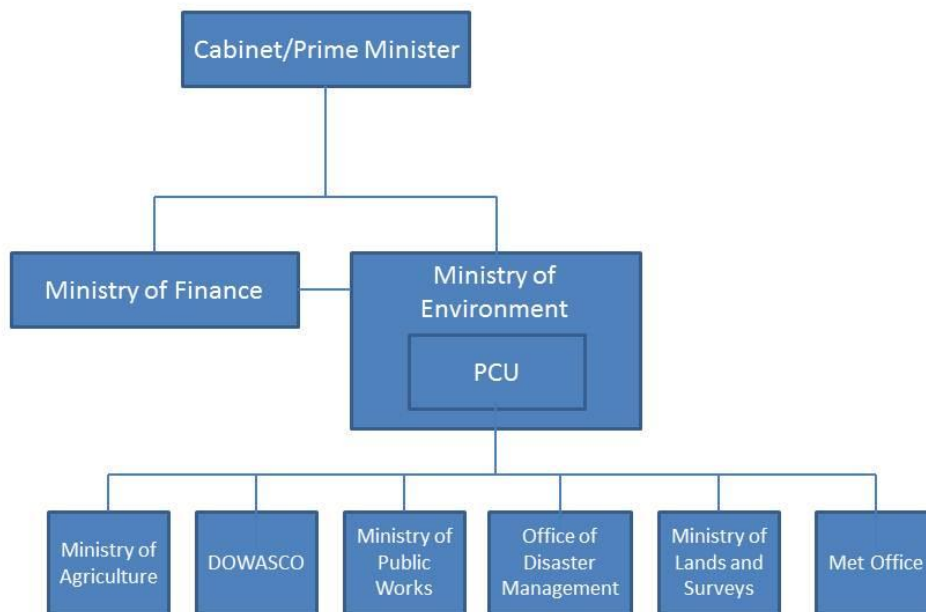 Cabinet/Prime Minister
Ministry of Finance
Ministry of
Environment
PCU
Ministry of
Agriculture
DOWASCO
Ministry of
Public
Works
Office of
Disaster
Management
Ministry of
Lands and
Surveys
Met Office